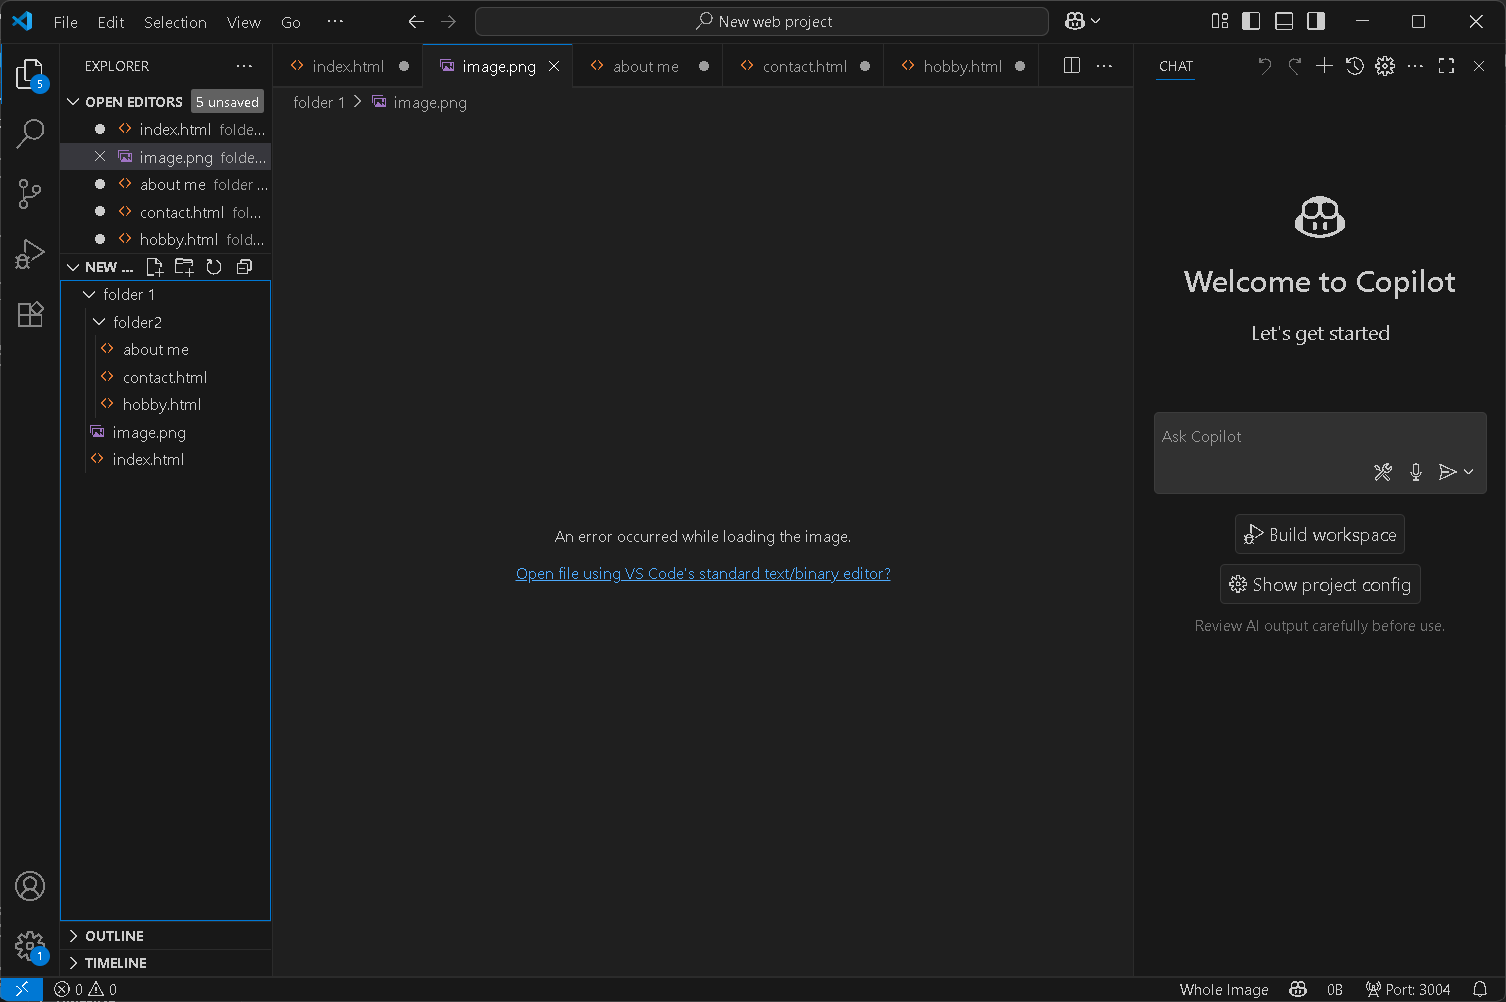 File Edit Selection View Go ··· New web project
EXPLORER ···
OPEN EDITORS 5 unsaved
index.html folde...
image.png folde...
about me folder ...
contact.html fol...
hobby.html fold...
NEW ...
folder 1
folder2
about me
contact.html
hobby.html
image.png
index.html
OUTLINE
TIMELINE
5
1
index.html image.png about me contact.html hobby.html ···
folder 1 > image.png
An error occurred while loading the image.
Open file using VS Code's standard text/binary editor?
CHAT
Welcome to Copilot
Let's get started
Ask Copilot
Build workspace
Show project config
Review AI output carefully before use.
0 0 Whole Image 0B Port: 3004